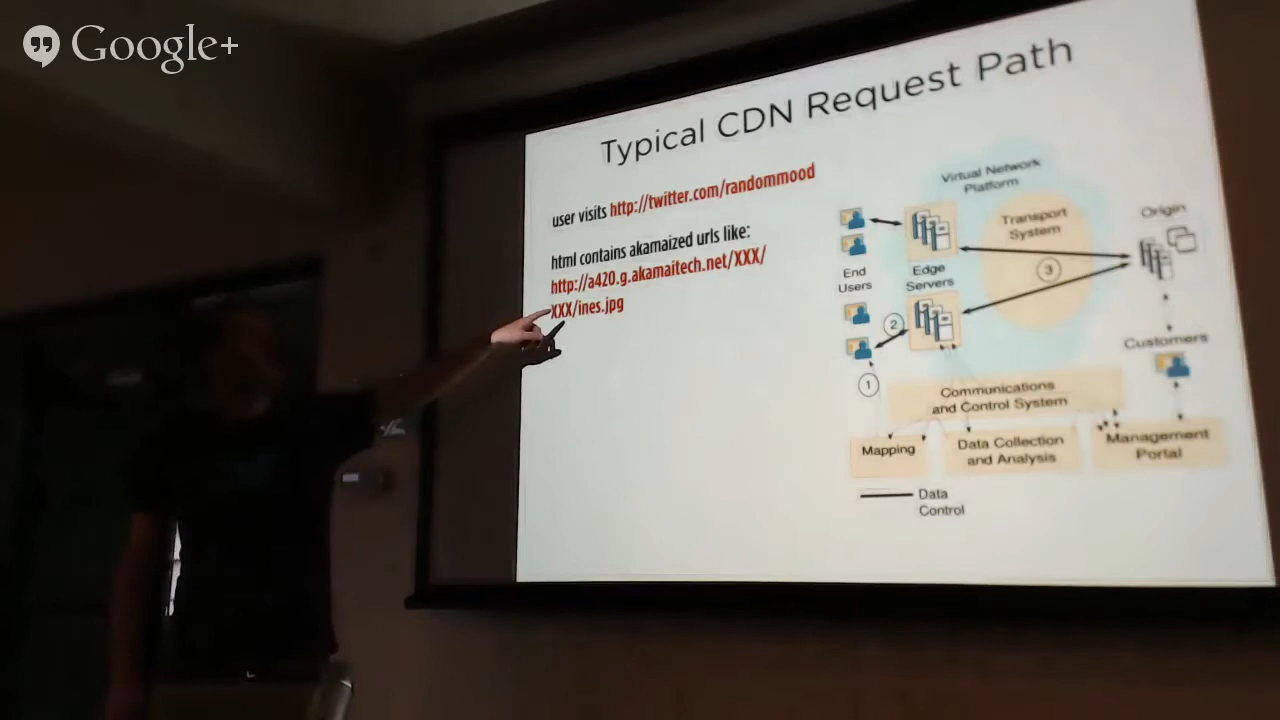 Google+
Typical CDN Request Path
user visits http://twitter.com/randommood
html contains akamaized urls like:
http://a420.g.akamaitech.net/XXX/
XXX/ines.jpg
Virtual Network
Platform
Transport
System
Origin
End
Users
Edge
Servers
3
2
1
Customers
Communications
and Control System
Mapping
Data Collection
and Analysis
Management
Portal
Data
Control